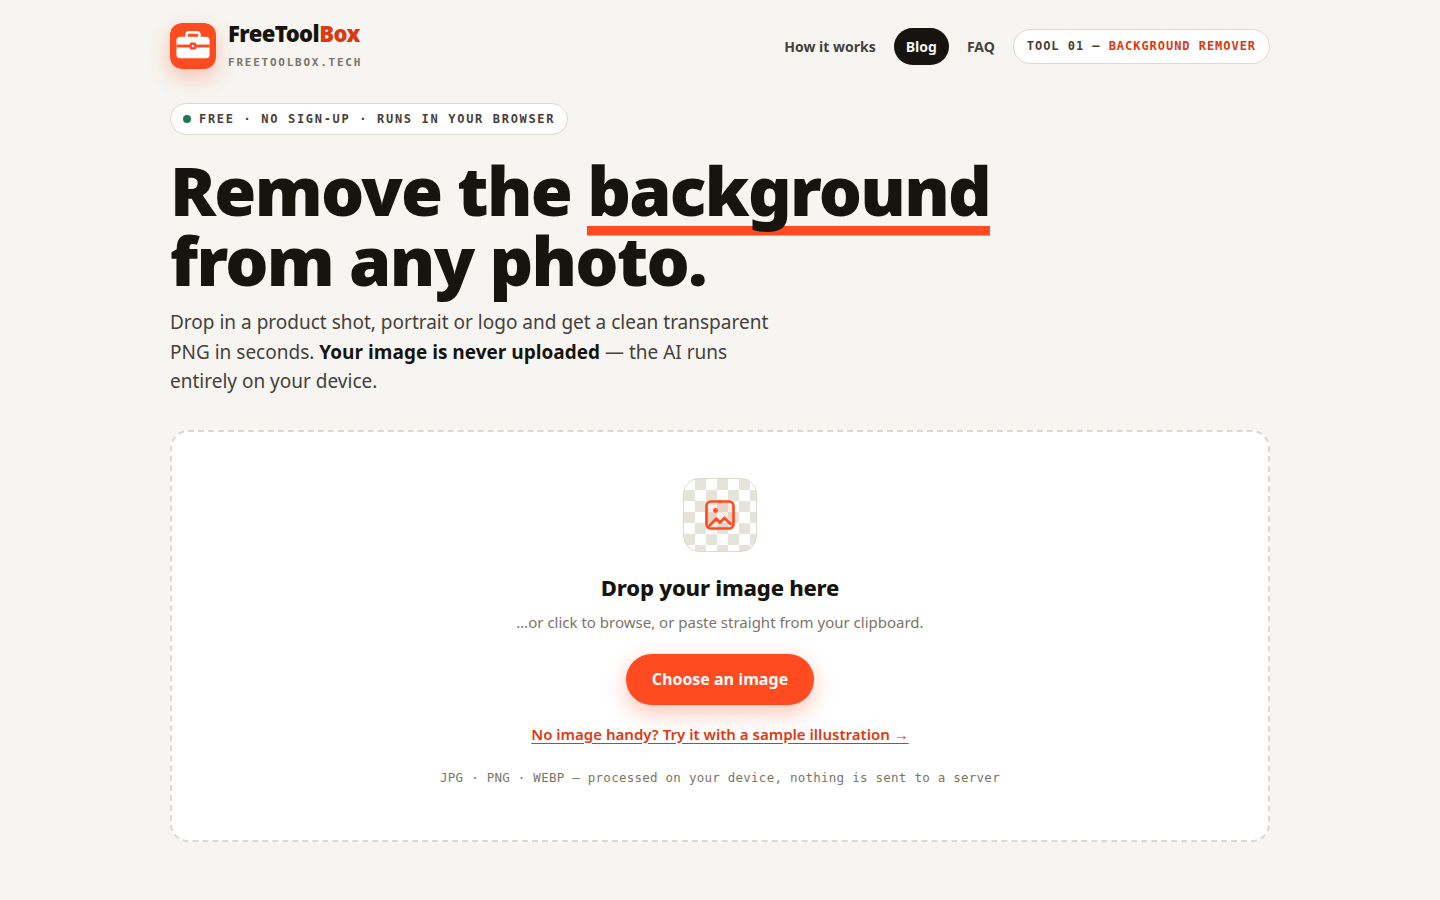 FreeToolBox
FREETOOLBOX.TECH
How it works
Blog
FAQ
TOOL 01 — BACKGROUND REMOVER
FREE · NO SIGN-UP · RUNS IN YOUR BROWSER
Remove the background
from any photo.
Drop in a product shot, portrait or logo and get a clean transparent
PNG in seconds. Your image is never uploaded — the AI runs
entirely on your device.
Drop your image here
…or click to browse, or paste straight from your clipboard.
Choose an image
No image handy? Try it with a sample illustration →
JPG · PNG · WEBP — processed on your device, nothing is sent to a server